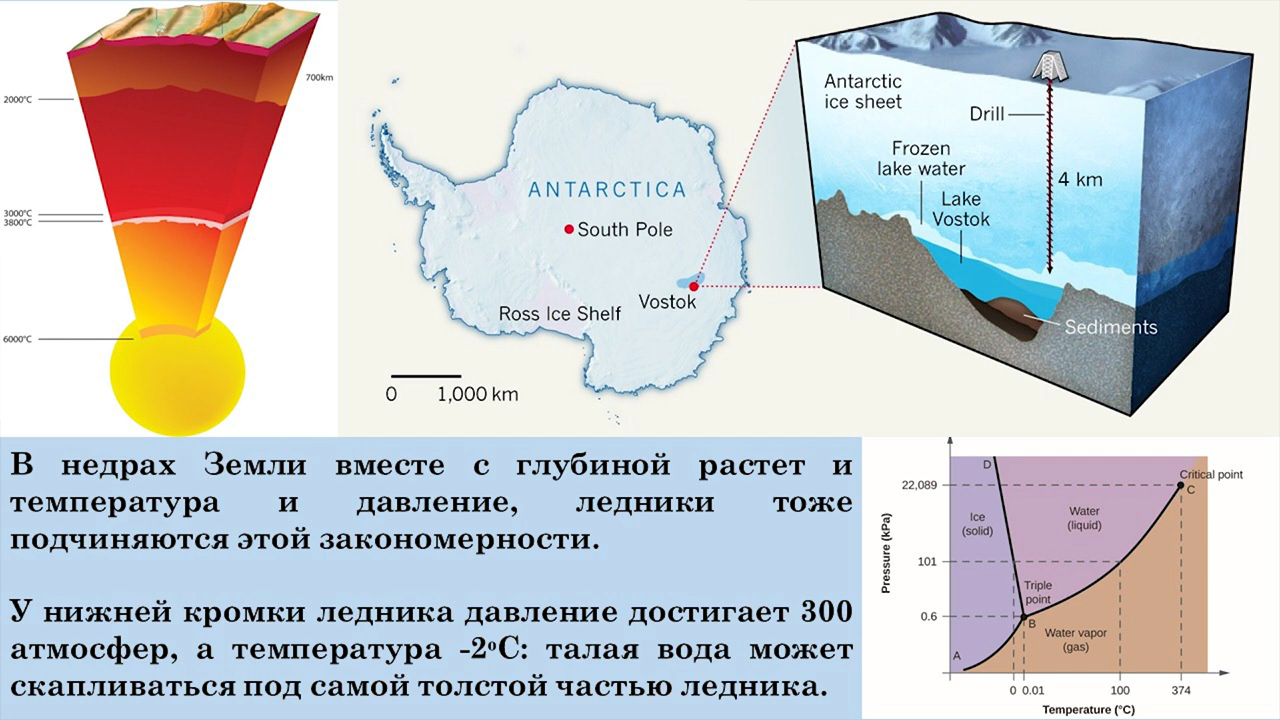 700km
2000°C
3000°C
3800°C
6000°C
ANTARCTICA
South Pole
Vostok
Ross Ice Shelf
0 1,000 km
Antarctic
ice sheet
Drill
Frozen
lake water
4 km
Lake
Vostok
Sediments
В недрах Земли вместе с глубиной растет и
температура и давление, ледники тоже
подчиняются этой закономерности.
У нижней кромки ледника давление достигает 300
атмосфер, а температура -2ºС: талая вода может
скапливаться под самой толстой частью ледника.
D
Critical point
22,089
C
Ice
(solid)
Water
(liquid)
Pressure (kPa)
101
Triple
point
0.6
B
Water vapor
(gas)
A
0 0.01 100 374
Temperature (°C)